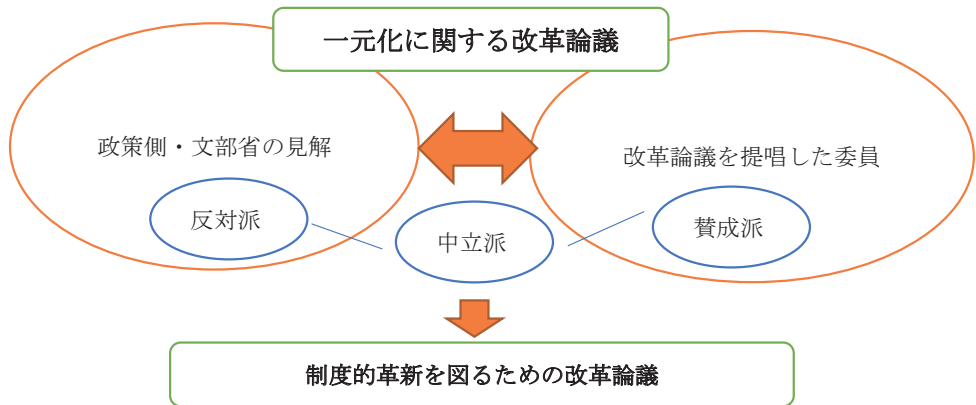 一元化に関する改革論議
政策側・文部省の見解
改革論議を提唱した委員
反対派
中立派
賛成派
制度的革新を図るための改革論議